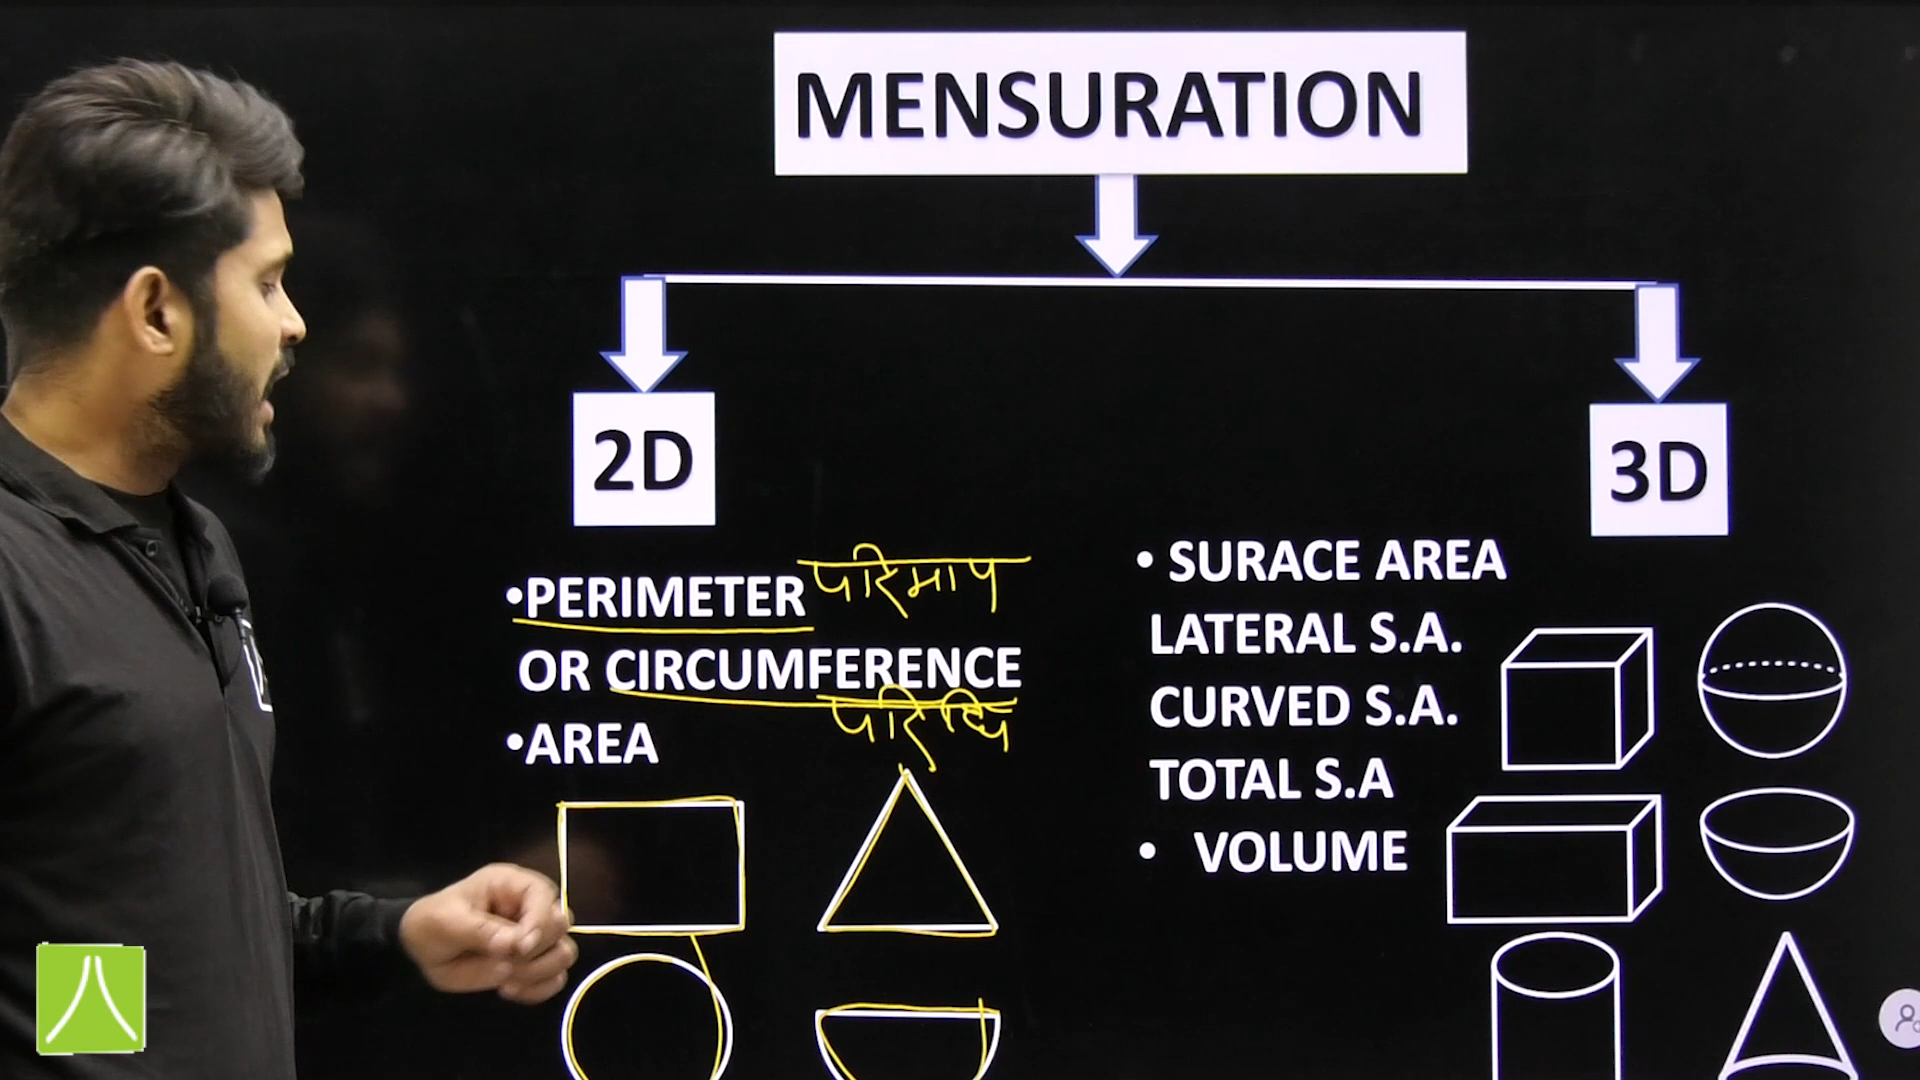 MENSURATION
2D
3D
•PERIMETER परिमाप
OR CIRCUMFERENCE
परिधि
•AREA
• SURACE AREA
LATERAL S.A.
CURVED S.A.
TOTAL S.A
• VOLUME